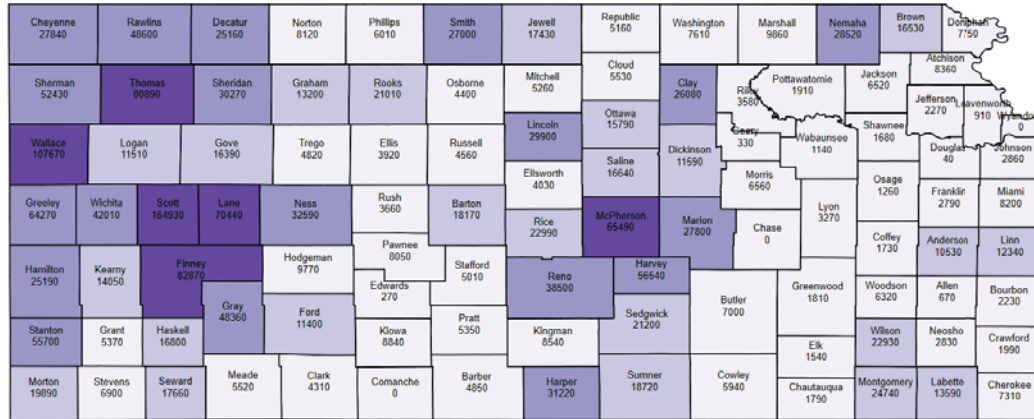 Cheyenne
27840
Rawlins
48600
Decatur
25160
Norton
8120
Phillips
6010
Smith
27000
Jewell
17430
Republic
5160
Washington
7610
Marshall
9860
Nemaha
28520
Brown
16530
Doniphan
7750
Sherman
52430
Thomas
80890
Sheridan
30270
Graham
13200
Rooks
21010
Osborne
4400
Mitchell
5260
Cloud
5530
Clay
26080
Riley
3580
Pottawatomie
1910
Jackson
6520
Atchison
8360
Jefferson
2270
Leavenworth
910
0
Wallace
107670
Logan
11510
Gove
16390
Trego
4820
Ellis
3920
Russell
4560
Lincoln
29900
Ottawa
15790
Saline
16640
Dickinson
11590
Geary
330
Wabaunsee
1140
Shawnee
1680
Douglas
40
Johnson
2860
Greeley
64270
Wichita
42010
Scott
164930
Lane
70440
Ness
32590
Rush
3660
Barton
18170
Ellsworth
4030
Rice
22990
McPherson
65490
Marion
27800
Morris
6560
Chase
0
Lyon
3270
Osage
1260
Franklin
2790
Miami
8200
Hamilton
25190
Kearny
14050
Finney
82870
Hodgeman
9770
Pawnee
8050
Edwards
270
Stafford
5010
Reno
38500
Harvey
56540
Butler
7000
Greenwood
1810
Coffey
1730
Anderson
10530
Linn
12340
Gray
48360
Ford
11400
Kiowa
8840
Pratt
5350
Kingman
8540
Sedgwick
21200
Elk
1540
Woodson
6320
Allen
670
Bourbon
2230
Stanton
55700
Grant
5370
Haskell
16800
Wilson
22930
Neosho
2830
Crawford
1990
Morton
19890
Stevens
6900
Seward
17660
Meade
5520
Clark
4310
Comanche
0
Barber
4850
Harper
31220
Sumner
18720
Cowley
5940
Chautauqua
1790
Montgomery
24740
Labette
13590
Cherokee
7310